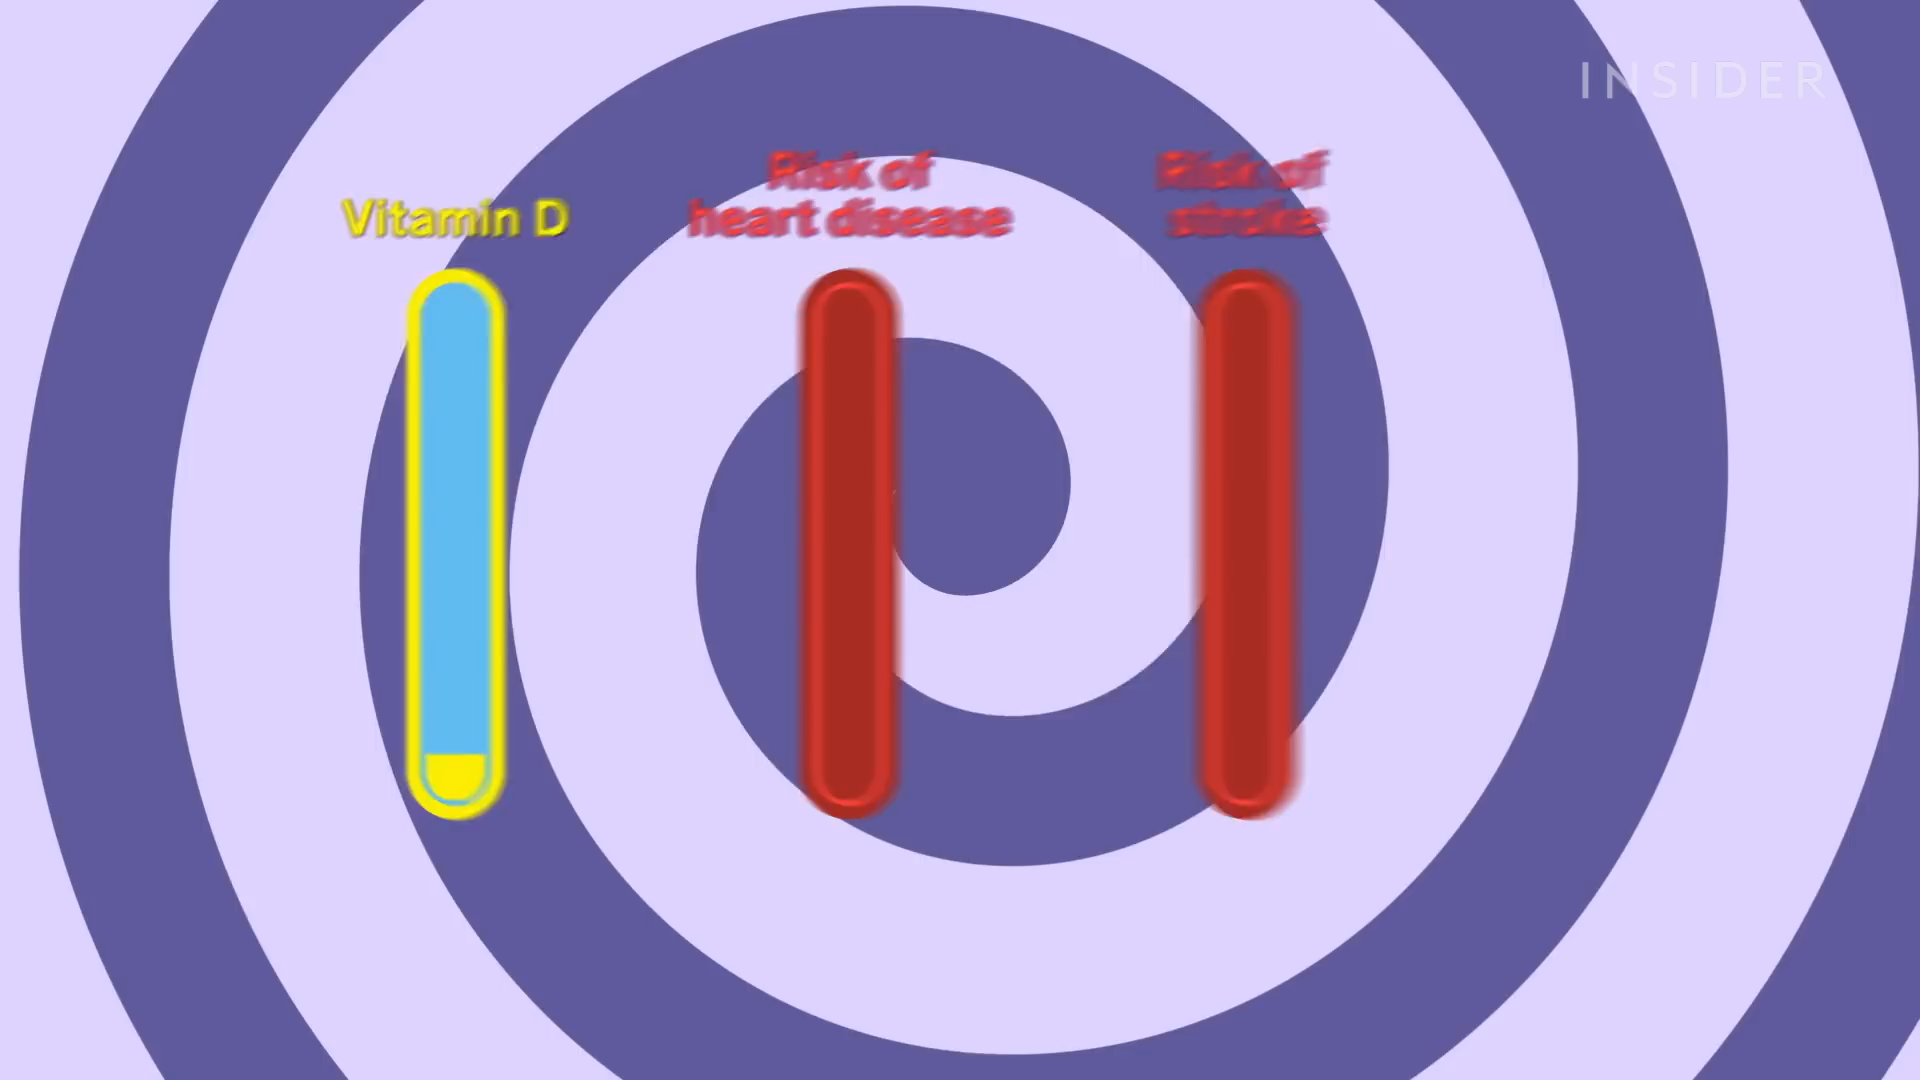 INSIDER
Risk of
Risk of
Vitamin D
heart disease
stroke